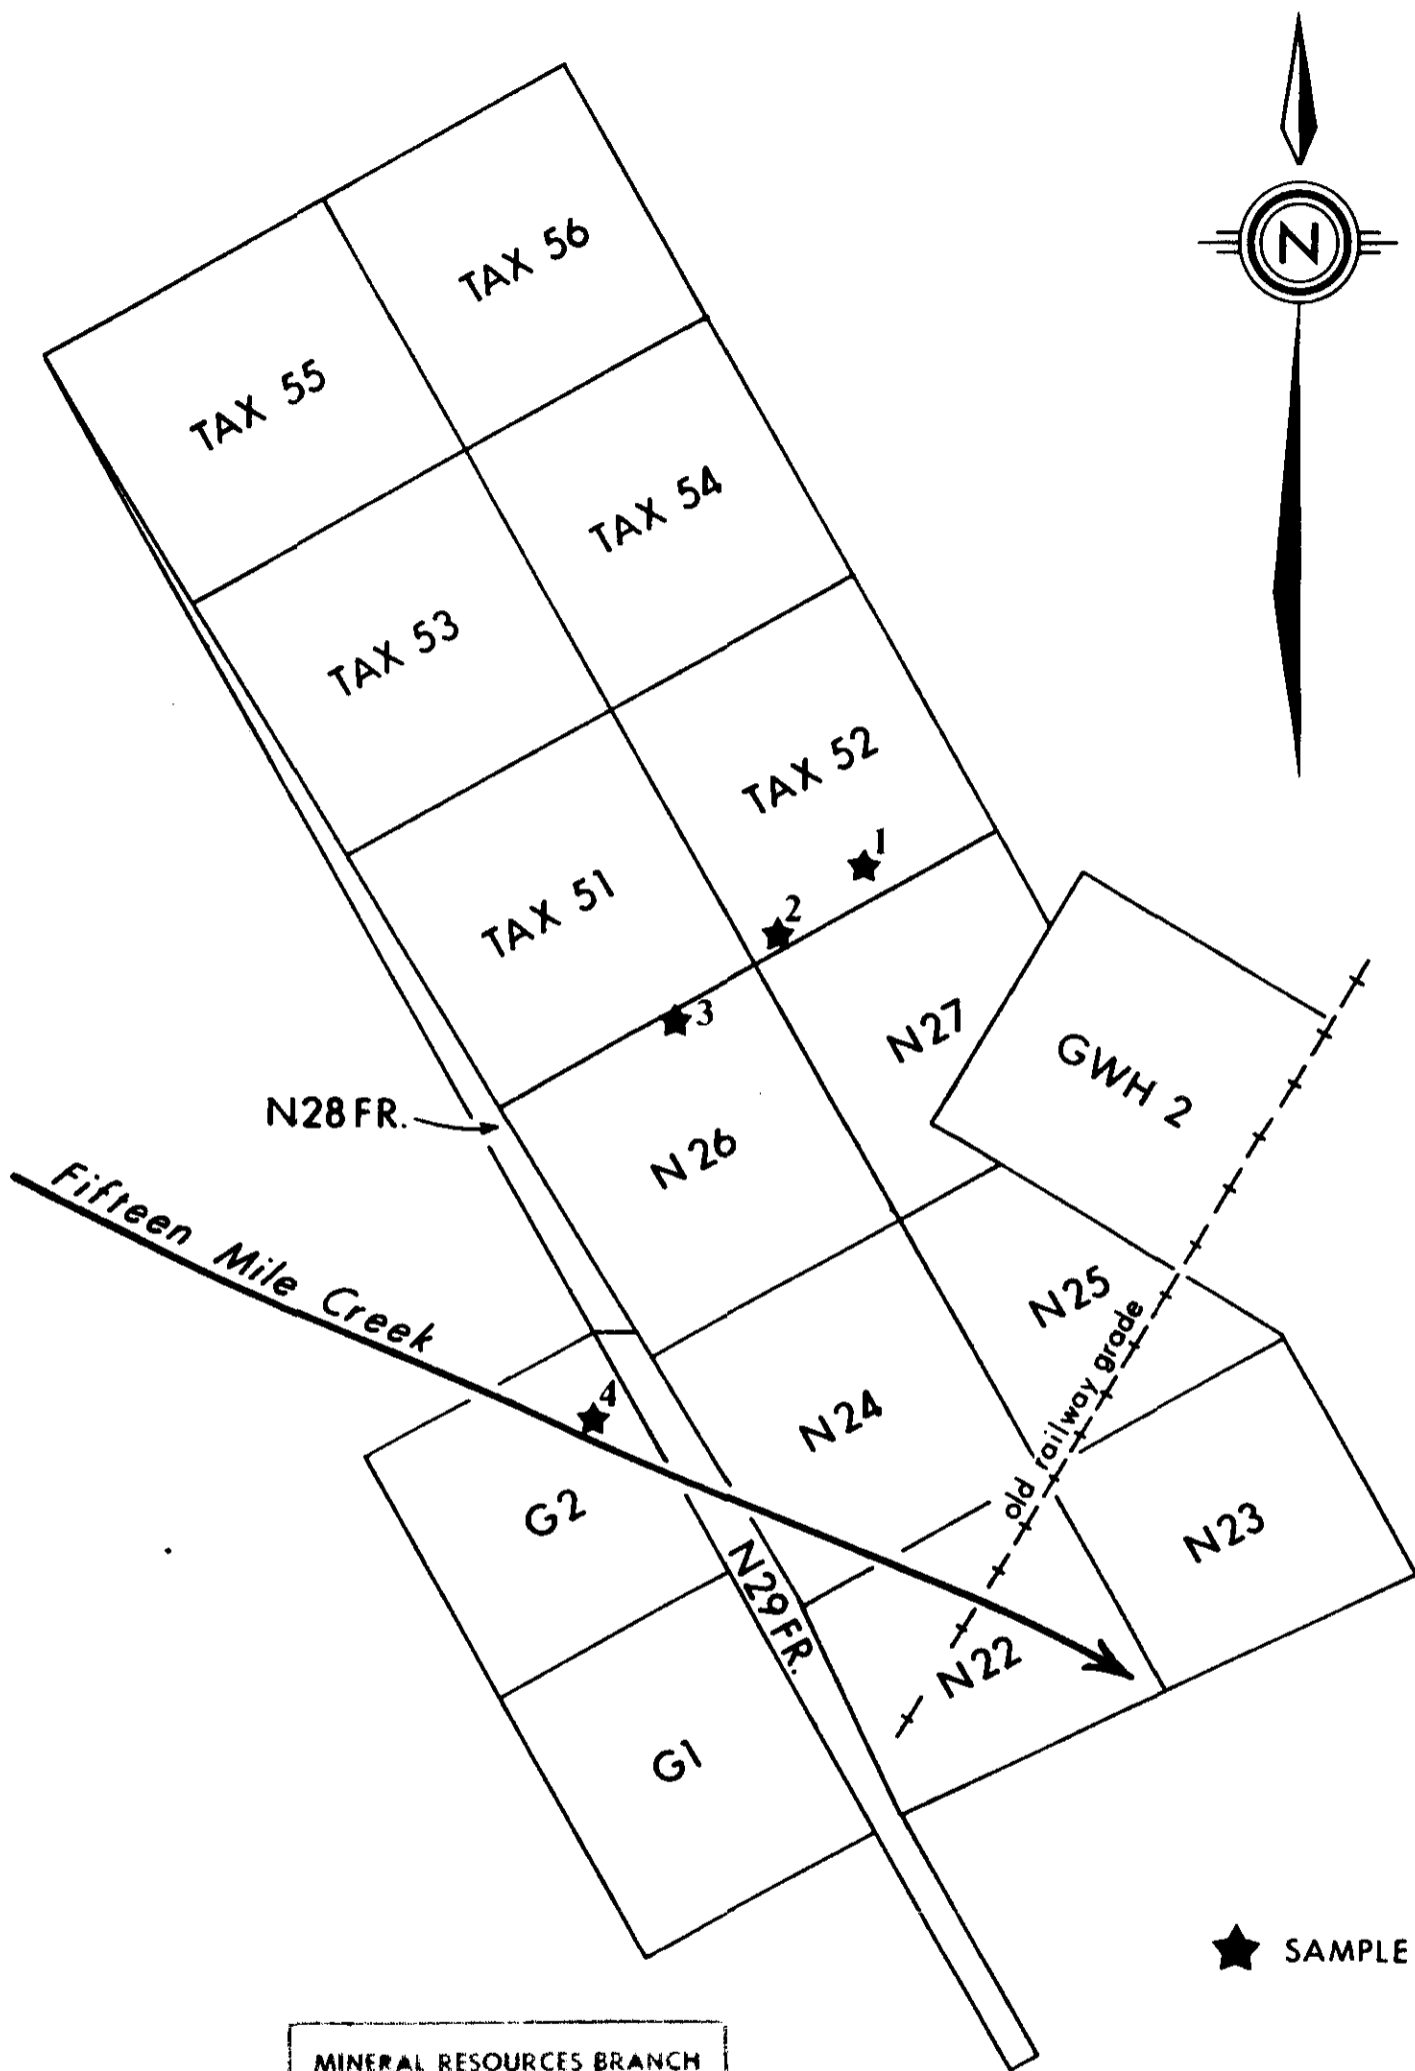 N
TAX 56
TAX 55
TAX 54
TAX 53
TAX 52
1
TAX 51
2
3
N27
GWH 2
N28 FR.
N26
Fifteen Mile Creek
N25
old railway grade
4
N24
G2
N23
N29 FR.
N22
G1
SAMPLE
MINERAL RESOURCES BRANCH